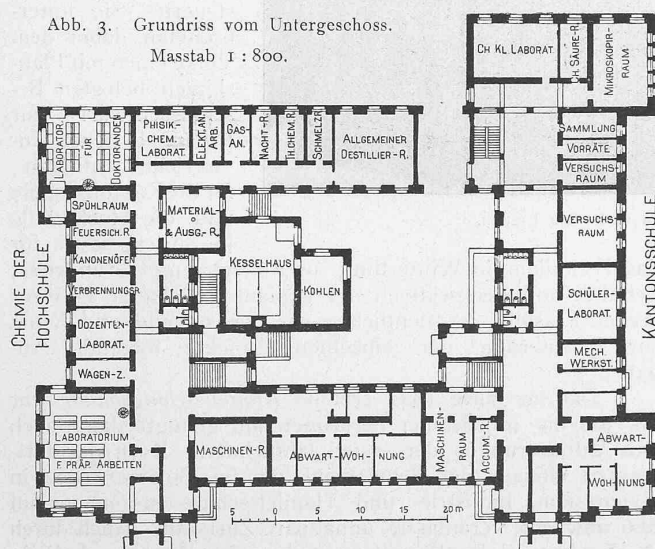 Abb. 3. Grundriss vom Untergeschoss.
Masstab 1 : 800.
CH KL LABORAT.
CH. SÄURE-R.
MIKROSKOPIR-
RAUM
LABORATOR.
FÜR
DOKTORANDEN
PHISIK-
CHEM.
LABORAT.
ELEKT. AN.
ARB.
GAS-
AN.
NACHT-R.
TH. CHEM. R.
SCHMELZR.
ALLGEMEINER
DESTILLIER-R.
SAMMLUNG
VORRÄTE
VERSUCHS-
RAUM
SPÜHLRAUM
FEUERSICH. R.
KANONENÖFEN
VERBRENNUNGSR.
DOZENTEN-
LABORAT.
WAGEN-Z.
MATERIAL-
& AUSG.-R.
KESSELHAUS
KOHLEN
VERSUCHS-
RAUM
SCHÜLER-
LABORAT.
MECH.
WERKST.
CHEMIE DER
HOCHSCHULE
KANTONSSCHULE
LABORATORIUM
F. PRÄP. ARBEITEN
MASCHINEN-R.
ABWART-
WOH-
NUNG
MASCHINEN-
RAUM
ACCUM.-R.
ABWART-
WOH-
NUNG
5 0 5 10 15 20 m